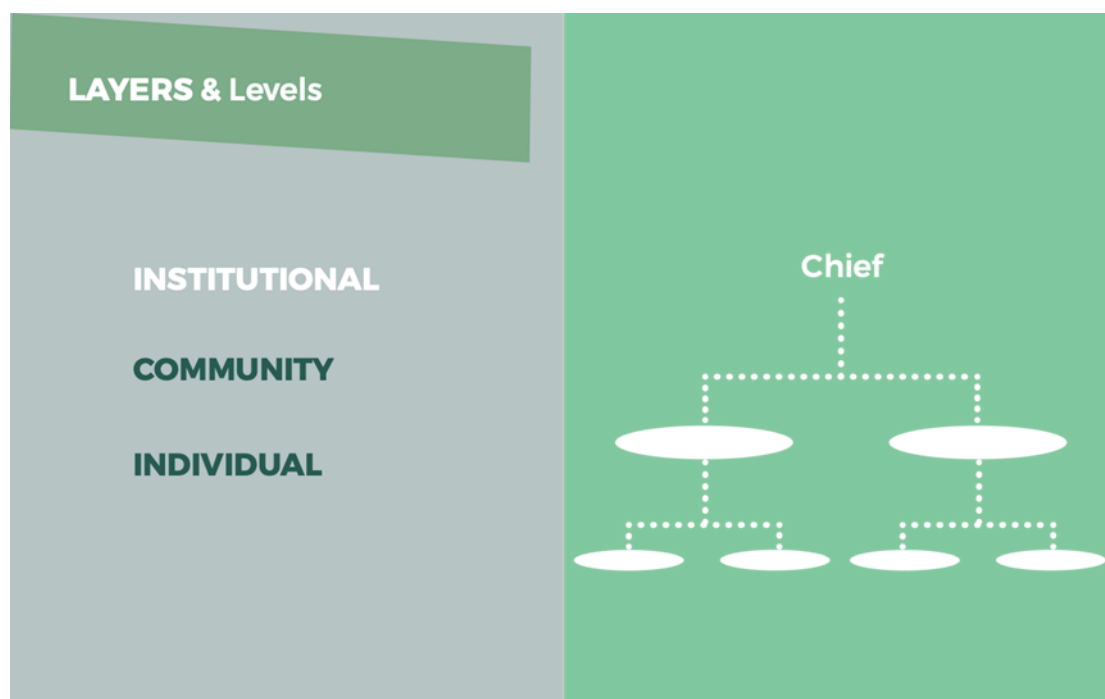 LAYERS & Levels
INSTITUTIONAL
COMMUNITY
INDIVIDUAL
Chief